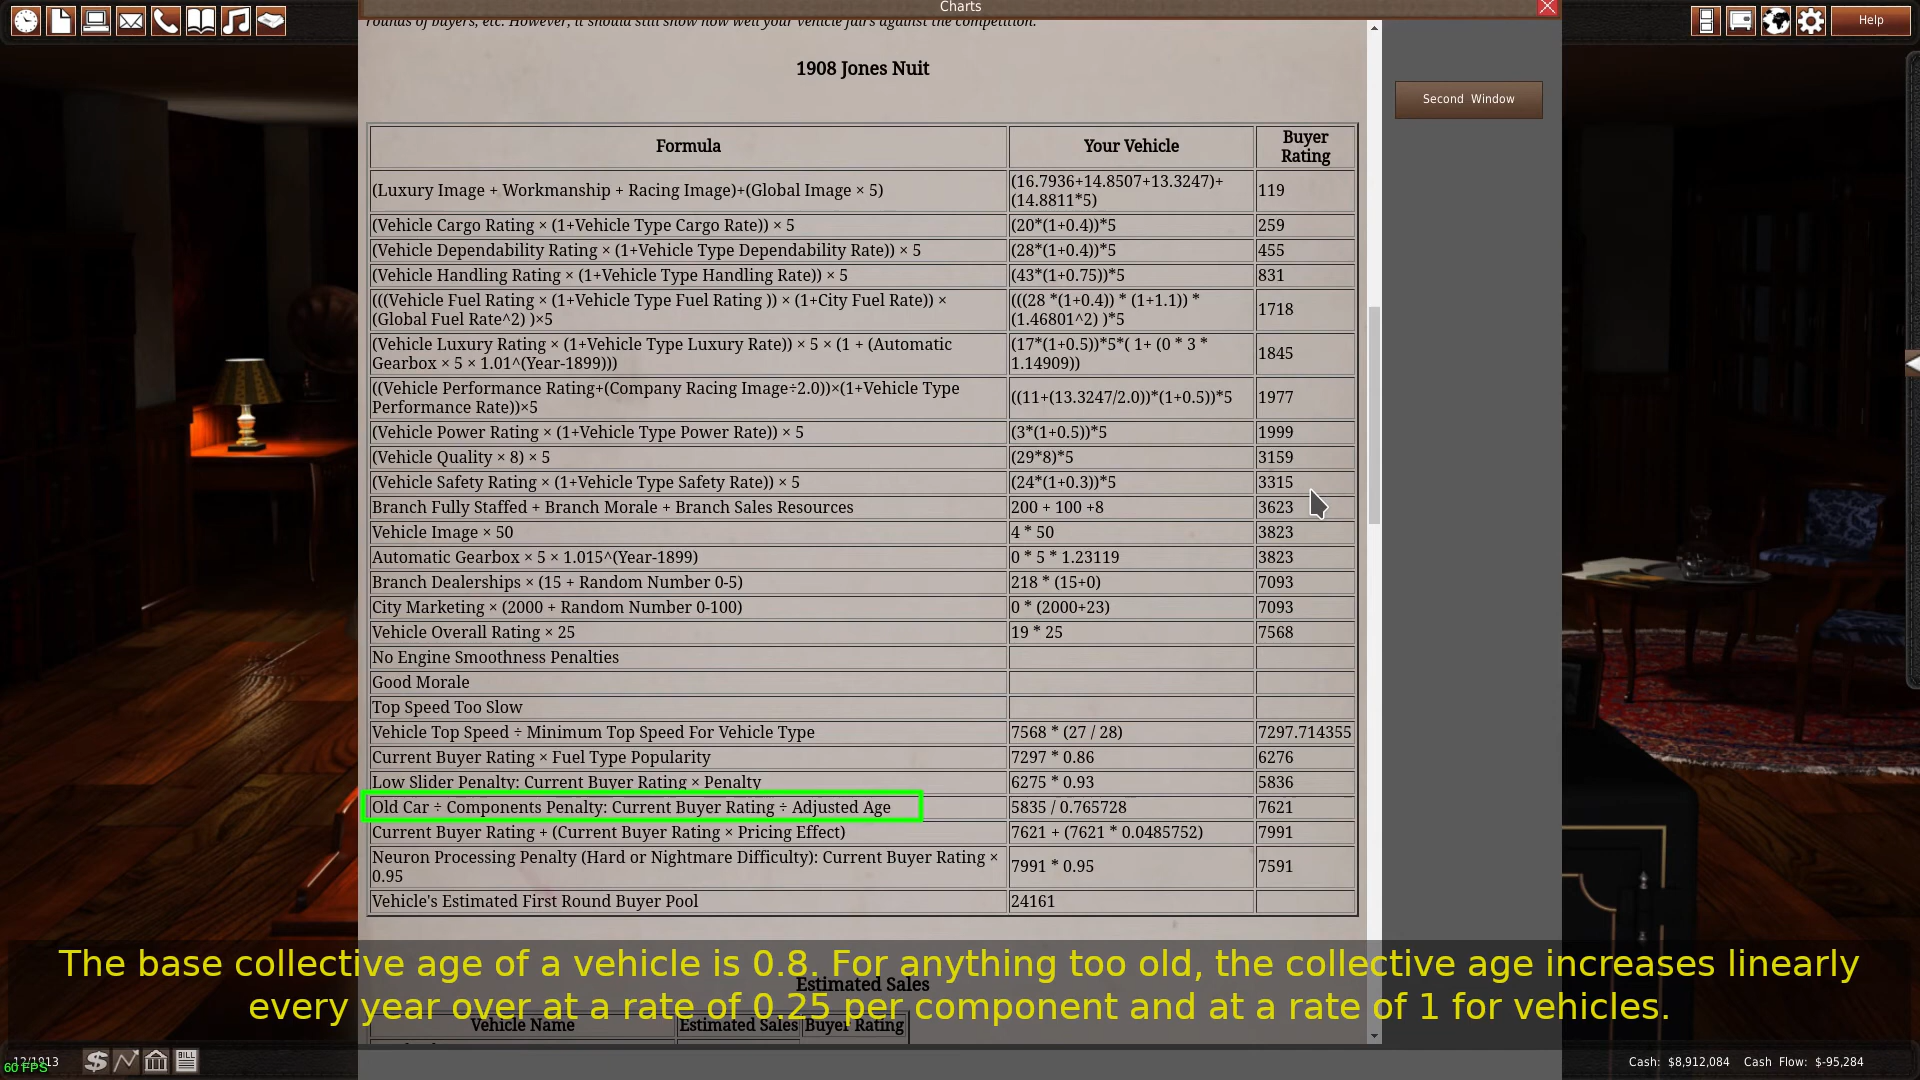 Charts
Help
rounds of buyers, etc. However, it should still show how well your vehicle fairs against the competition.
1908 Jones Nuit
Second Window
Formula Your Vehicle Buyer Rating
(Luxury Image + Workmanship + Racing Image)+(Global Image × 5) (16.7936+14.8507+13.3247)+ (14.8811*5) 119
(Vehicle Cargo Rating × (1+Vehicle Type Cargo Rate)) × 5 (20*(1+0.4))*5 259
(Vehicle Dependability Rating × (1+Vehicle Type Dependability Rate)) × 5 (28*(1+0.4))*5 455
(Vehicle Handling Rating × (1+Vehicle Type Handling Rate)) × 5 (43*(1+0.75))*5 831
(((Vehicle Fuel Rating × (1+Vehicle Type Fuel Rating )) × (1+City Fuel Rate)) × (Global Fuel Rate^2) )×5 (((28 *(1+0.4)) * (1+1.1)) * (1.46801^2) )*5 1718
(Vehicle Luxury Rating × (1+Vehicle Type Luxury Rate)) × 5 × (1 + (Automatic Gearbox × 5 × 1.01^(Year-1899))) (17*(1+0.5))*5*( 1+ (0 * 3 * 1.14909)) 1845
((Vehicle Performance Rating+(Company Racing Image÷2.0))×(1+Vehicle Type Performance Rate))×5 ((11+(13.3247/2.0))*(1+0.5))*5 1977
(Vehicle Power Rating × (1+Vehicle Type Power Rate)) × 5 (3*(1+0.5))*5 1999
(Vehicle Quality × 8) × 5 (29*8)*5 3159
(Vehicle Safety Rating × (1+Vehicle Type Safety Rate)) × 5 (24*(1+0.3))*5 3315
Branch Fully Staffed + Branch Morale + Branch Sales Resources 200 + 100 +8 3623
Vehicle Image × 50 4 * 50 3823
Automatic Gearbox × 5 × 1.015^(Year-1899) 0 * 5 * 1.23119 3823
Branch Dealerships × (15 + Random Number 0-5) 218 * (15+0) 7093
City Marketing × (2000 + Random Number 0-100) 0 * (2000+23) 7093
Vehicle Overall Rating × 25 19 * 25 7568
No Engine Smoothness Penalties
Good Morale
Top Speed Too Slow
Vehicle Top Speed ÷ Minimum Top Speed For Vehicle Type 7568 * (27 / 28) 7297.714355
Current Buyer Rating × Fuel Type Popularity 7297 * 0.86 6276
Low Slider Penalty: Current Buyer Rating × Penalty 6275 * 0.93 5836
Old Car ÷ Components Penalty: Current Buyer Rating ÷ Adjusted Age 5835 / 0.765728 7621
Current Buyer Rating + (Current Buyer Rating × Pricing Effect) 7621 + (7621 * 0.0485752) 7991
Neuron Processing Penalty (Hard or Nightmare Difficulty): Current Buyer Rating × 0.95 7991 * 0.95 7591
Vehicle's Estimated First Round Buyer Pool 24161
The base collective age of a vehicle is 0.8. For anything too old, the collective age increases linearly
Estimated Sales
every year over at a rate of 0.25 per component and at a rate of 1 for vehicles.
Vehicle Name Estimated Sales Buyer Rating
60 FPS
BILL
Cash: $8,912,084 Cash Flow: $-95,284